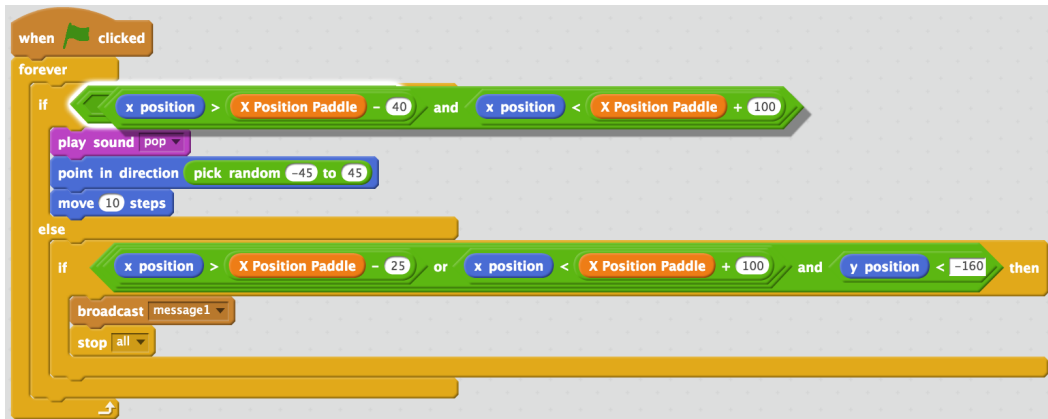 when clicked
forever
if x position > X Position Paddle - 40 and x position < X Position Paddle + 100
play sound pop
point in direction pick random -45 to 45
move 10 steps
else
if x position > X Position Paddle - 25 or x position < X Position Paddle + 100 and y position < -160 then
broadcast message1
stop all